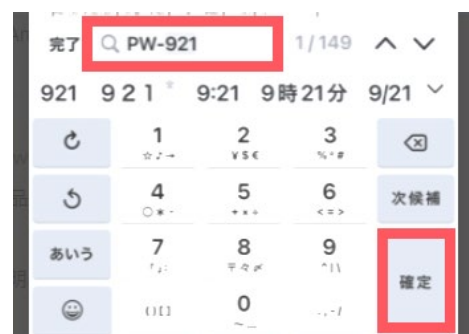 完了 PW-921 1/149
921 921 9:21 9時21分 9/21
1 2 3
☆♪→ ¥$€ %°#
4 5 6 次候補
○*・ +×÷ <=>
あいう 7 8 9
「」: 〒々〆 ^|\
確定
()[] 0 .,-/
~_